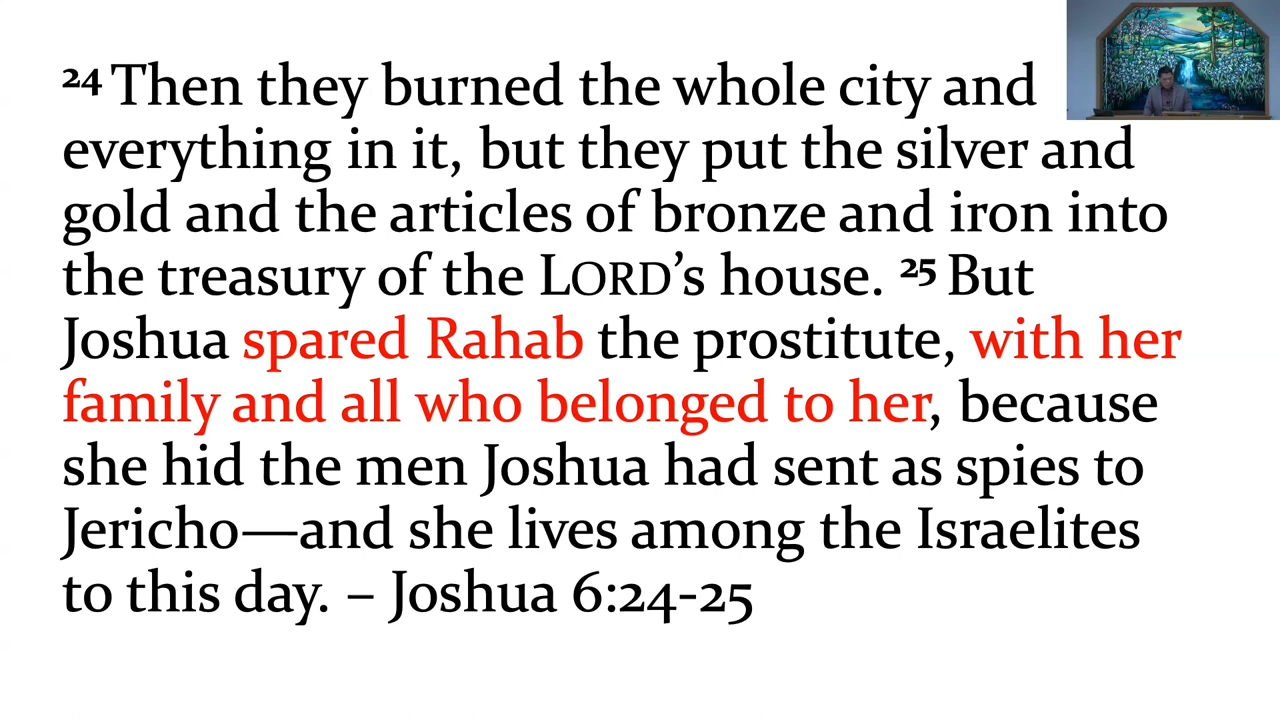 24 Then they burned the whole city and
everything in it, but they put the silver and
gold and the articles of bronze and iron into
the treasury of the LORD’s house. 25 But
Joshua spared Rahab the prostitute, with her
family and all who belonged to her, because
she hid the men Joshua had sent as spies to
Jericho—and she lives among the Israelites
to this day. – Joshua 6:24-25